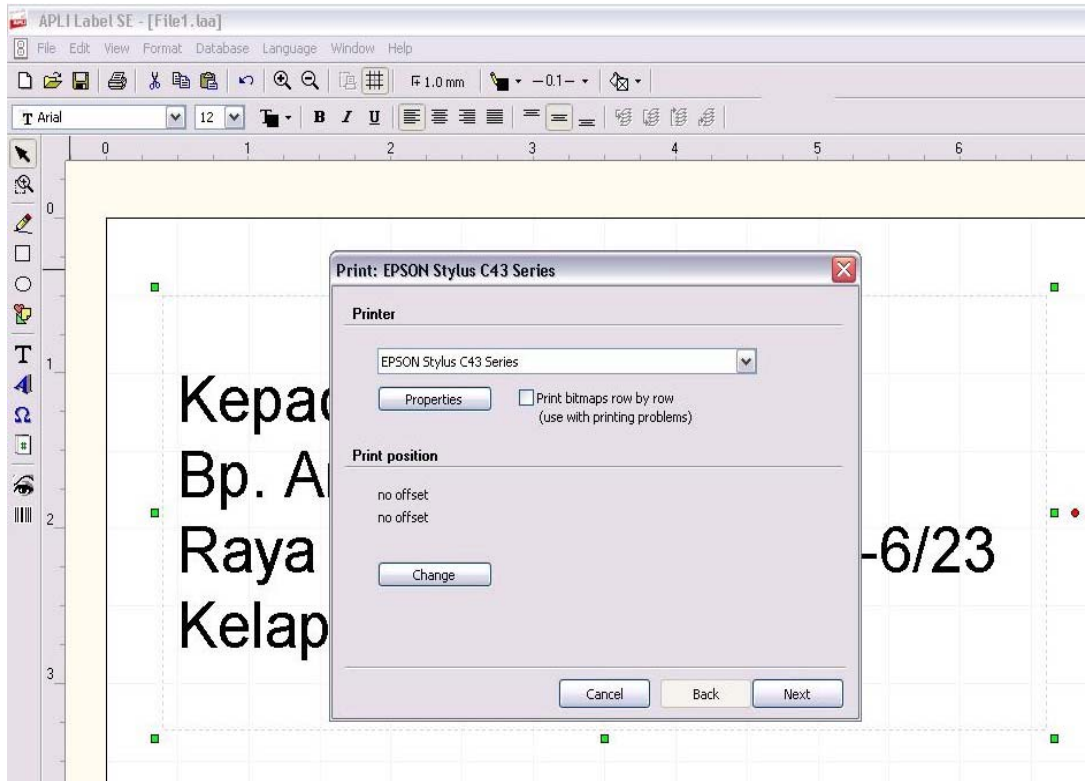 APLI Label SE - [File1.laa]
File Edit View Format Database Language Window Help
1.0 mm 0.1
Arial 12 B I U
0 1 2 3 4 5 6
0
1
2
3
Print: EPSON Stylus C43 Series
Printer
EPSON Stylus C43 Series
Properties Print bitmaps row by row
(use with printing problems)
Print position
no offset
no offset
Change
Cancel Back Next
Bp.
Raya -6/23